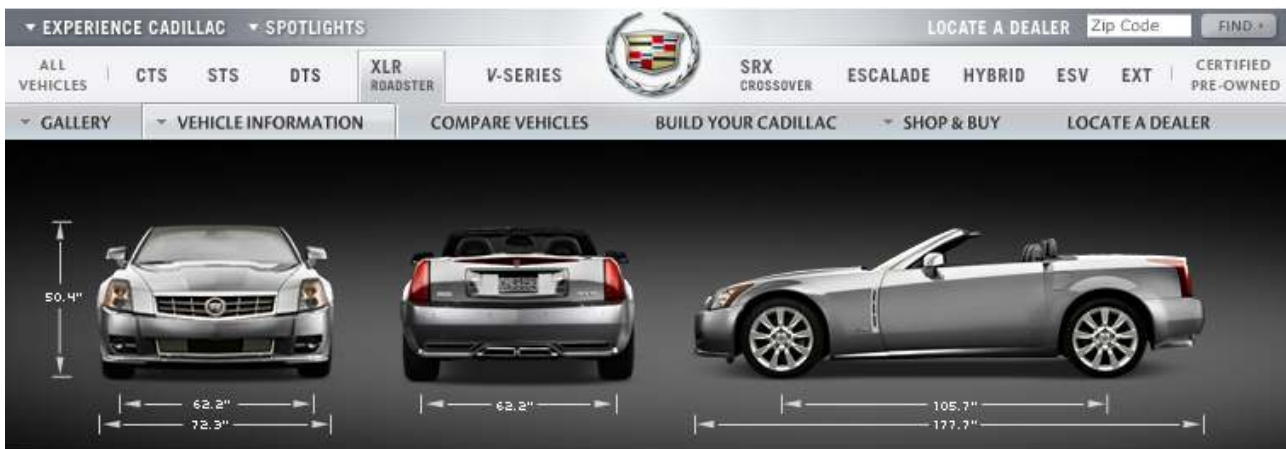 EXPERIENCE CADILLAC SPOTLIGHTS LOCATE A DEALER Zip Code FIND
ALL VEHICLES CTS STS DTS XLR ROADSTER V-SERIES SRX CROSSOVER ESCALADE HYBRID ESV EXT CERTIFIED PRE-OWNED
GALLERY VEHICLE INFORMATION COMPARE VEHICLES BUILD YOUR CADILLAC SHOP & BUY LOCATE A DEALER
50.4"
62.2" 62.2" 105.7"
72.3" 177.7"